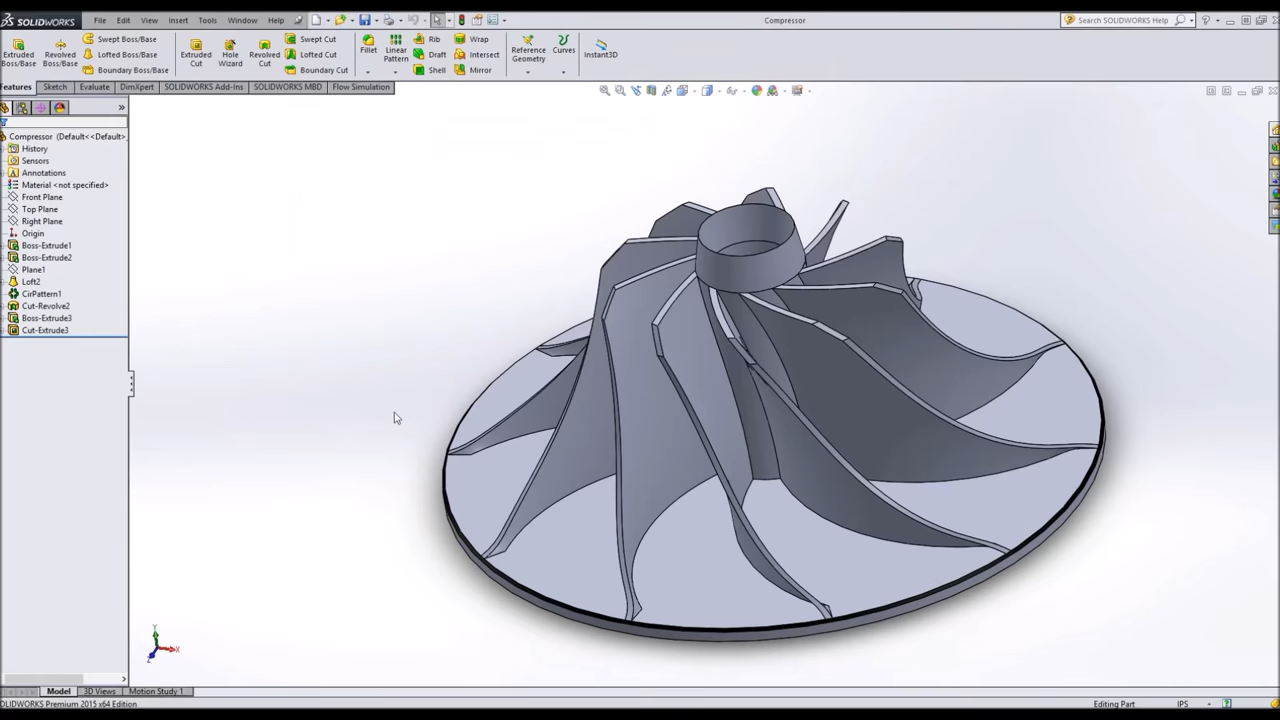 SOLIDWORKS File Edit View Insert Tools Window Help Compressor Search SOLIDWORKS Help
Extruded Boss/Base
Revolved Boss/Base
Swept Boss/Base
Lofted Boss/Base
Boundary Boss/Base
Extruded Cut
Hole Wizard
Revolved Cut
Swept Cut
Lofted Cut
Boundary Cut
Fillet
Linear Pattern
Rib
Draft
Shell
Wrap
Intersect
Mirror
Reference Geometry
Curves
Instant3D
Features Sketch Evaluate DimXpert SOLIDWORKS Add-Ins SOLIDWORKS MBD Flow Simulation
Compressor (Default<<Default>
History
Sensors
Annotations
Material <not specified>
Front Plane
Top Plane
Right Plane
Origin
Boss-Extrude1
Boss-Extrude2
Plane1
Loft2
CirPattern1
Cut-Revolve2
Boss-Extrude3
Cut-Extrude3
Y
X
Z
Model 3D Views Motion Study 1
SOLIDWORKS Premium 2015 x64 Edition Editing Part IPS